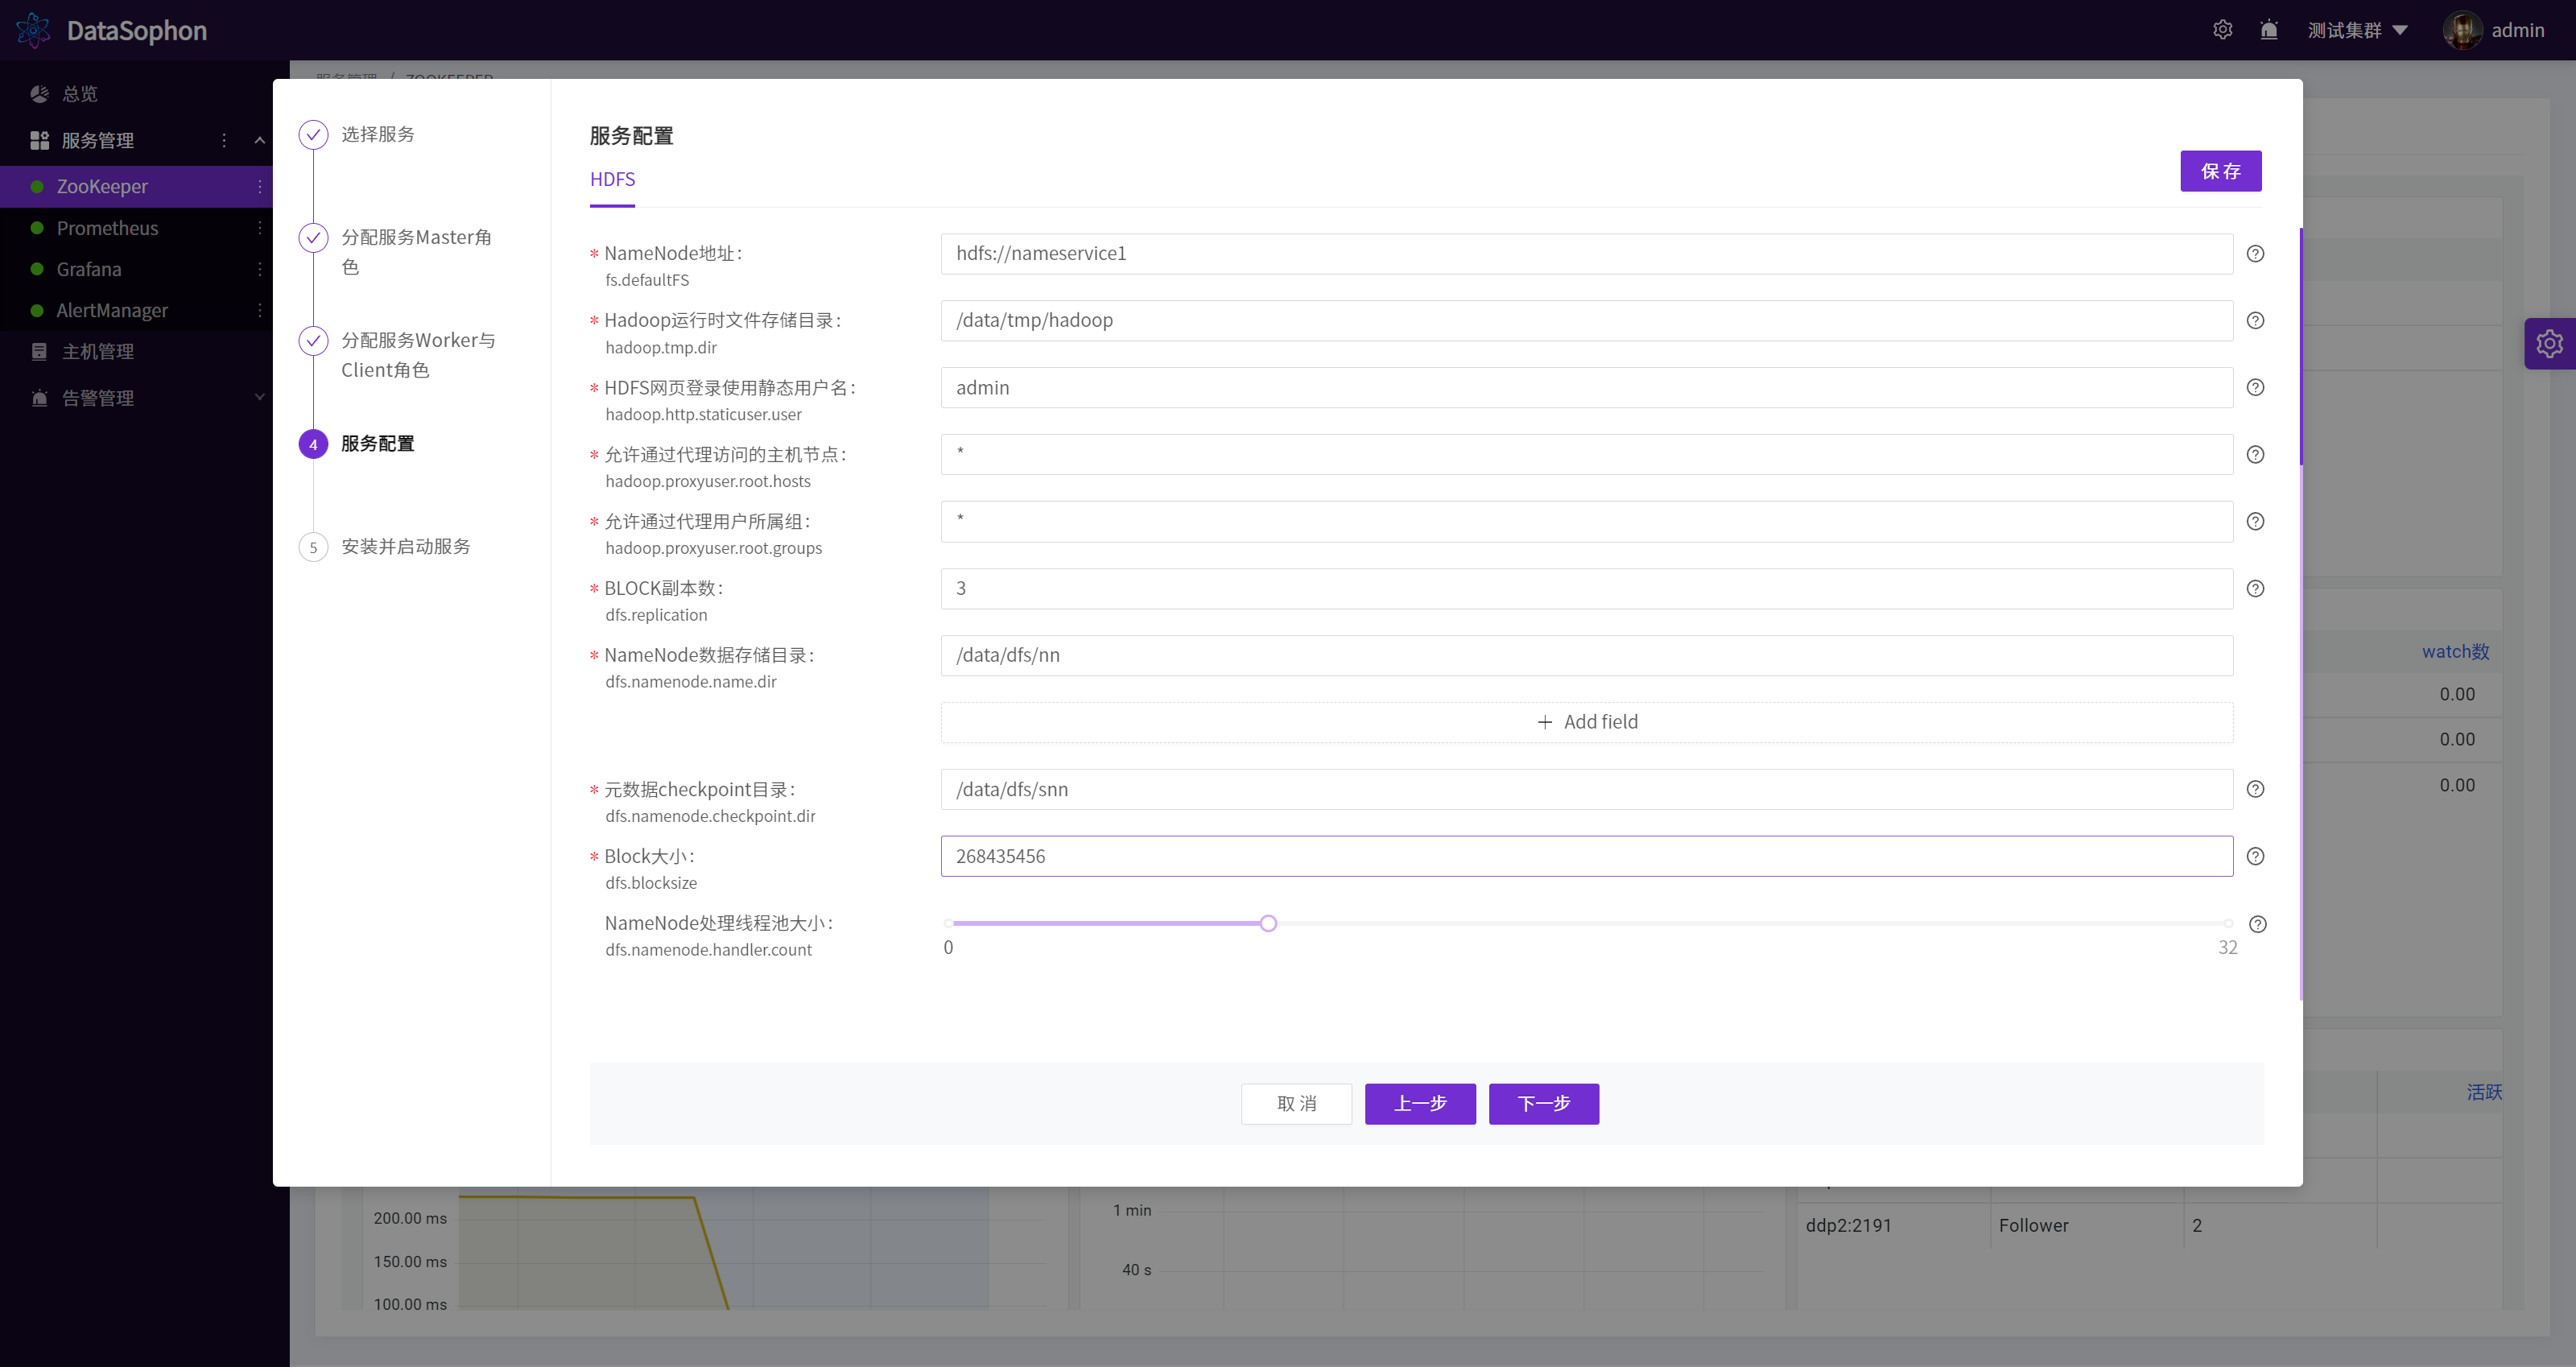 DataSophon
测试集群
admin
总览
服务管理
ZooKeeper
Prometheus
Grafana
AlertManager
主机管理
告警管理
服务管理 / ZOOKEEPER
选择服务
分配服务Master角
色
分配服务Worker与
Client角色
4 服务配置
5 安装并启动服务
服务配置
HDFS
保存
* NameNode地址: hdfs://nameservice1
fs.defaultFS
* Hadoop运行时文件存储目录: /data/tmp/hadoop
hadoop.tmp.dir
* HDFS网页登录使用静态用户名: admin
hadoop.http.staticuser.user
* 允许通过代理访问的主机节点: *
hadoop.proxyuser.root.hosts
* 允许通过代理用户所属组: *
hadoop.proxyuser.root.groups
* BLOCK副本数: 3
dfs.replication
* NameNode数据存储目录: /data/dfs/nn
dfs.namenode.name.dir
+ Add field
* 元数据checkpoint目录: /data/dfs/snn
dfs.namenode.checkpoint.dir
* Block大小: 268435456
dfs.blocksize
NameNode处理线程池大小:
dfs.namenode.handler.count
0 32
取消 上一步 下一步
watch数
0.00
0.00
0.00
活跃
200.00 ms
150.00 ms
100.00 ms
1 min
40 s
ddp2:2191 Follower 2